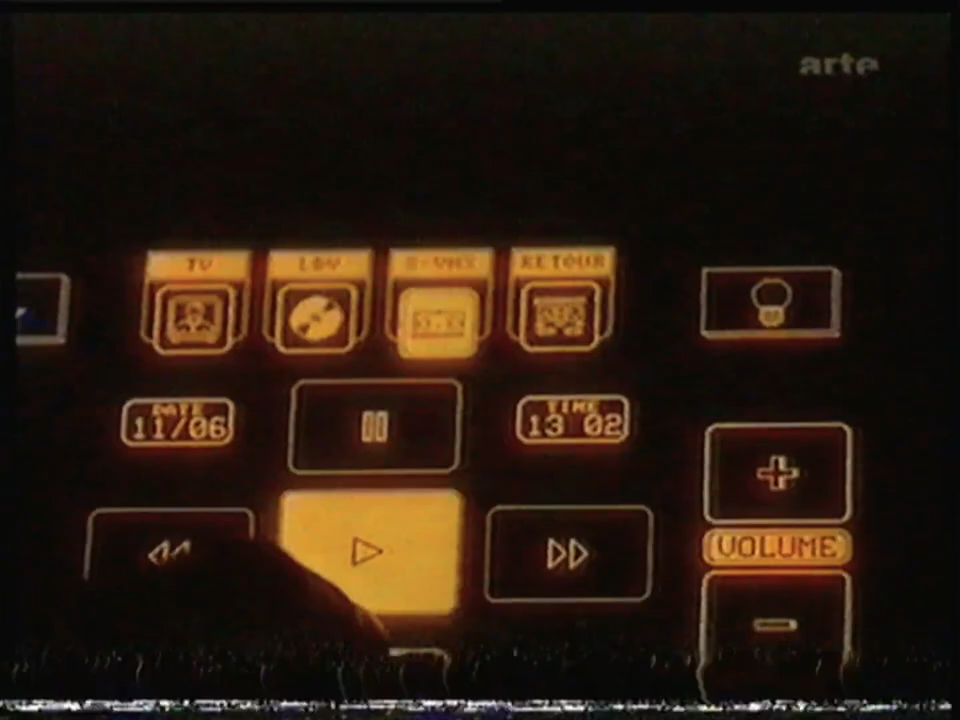 arte
TV LDV S-VHS RETOUR
DATE TIME
11/06 13 02
VOLUME